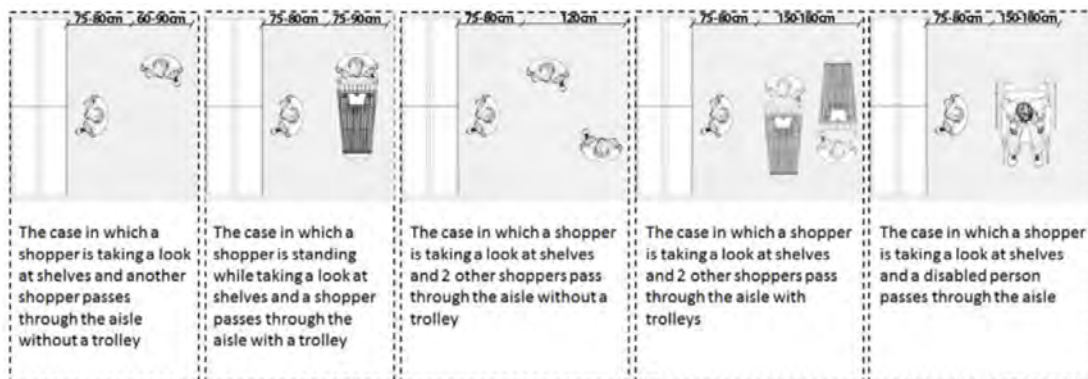 75-80cm 60-90cm
The case in which a
shopper is taking a look
at shelves and another
shopper passes
through the aisle
without a trolley
75-80cm 75-90cm
The case in which a
shopper is standing
while taking a look at
shelves and a shopper
passes through the
aisle with a trolley
75-80cm 120cm
The case in which a shopper
is taking a look at shelves
and 2 other shoppers pass
through the aisle without a
trolley
75-80cm 150-180cm
The case in which a shopper
is taking a look at shelves
and 2 other shoppers pass
through the aisle with
trolleys
75-80cm 150-180cm
The case in which a shopper
is taking a look at shelves
and a disabled person
passes through the aisle